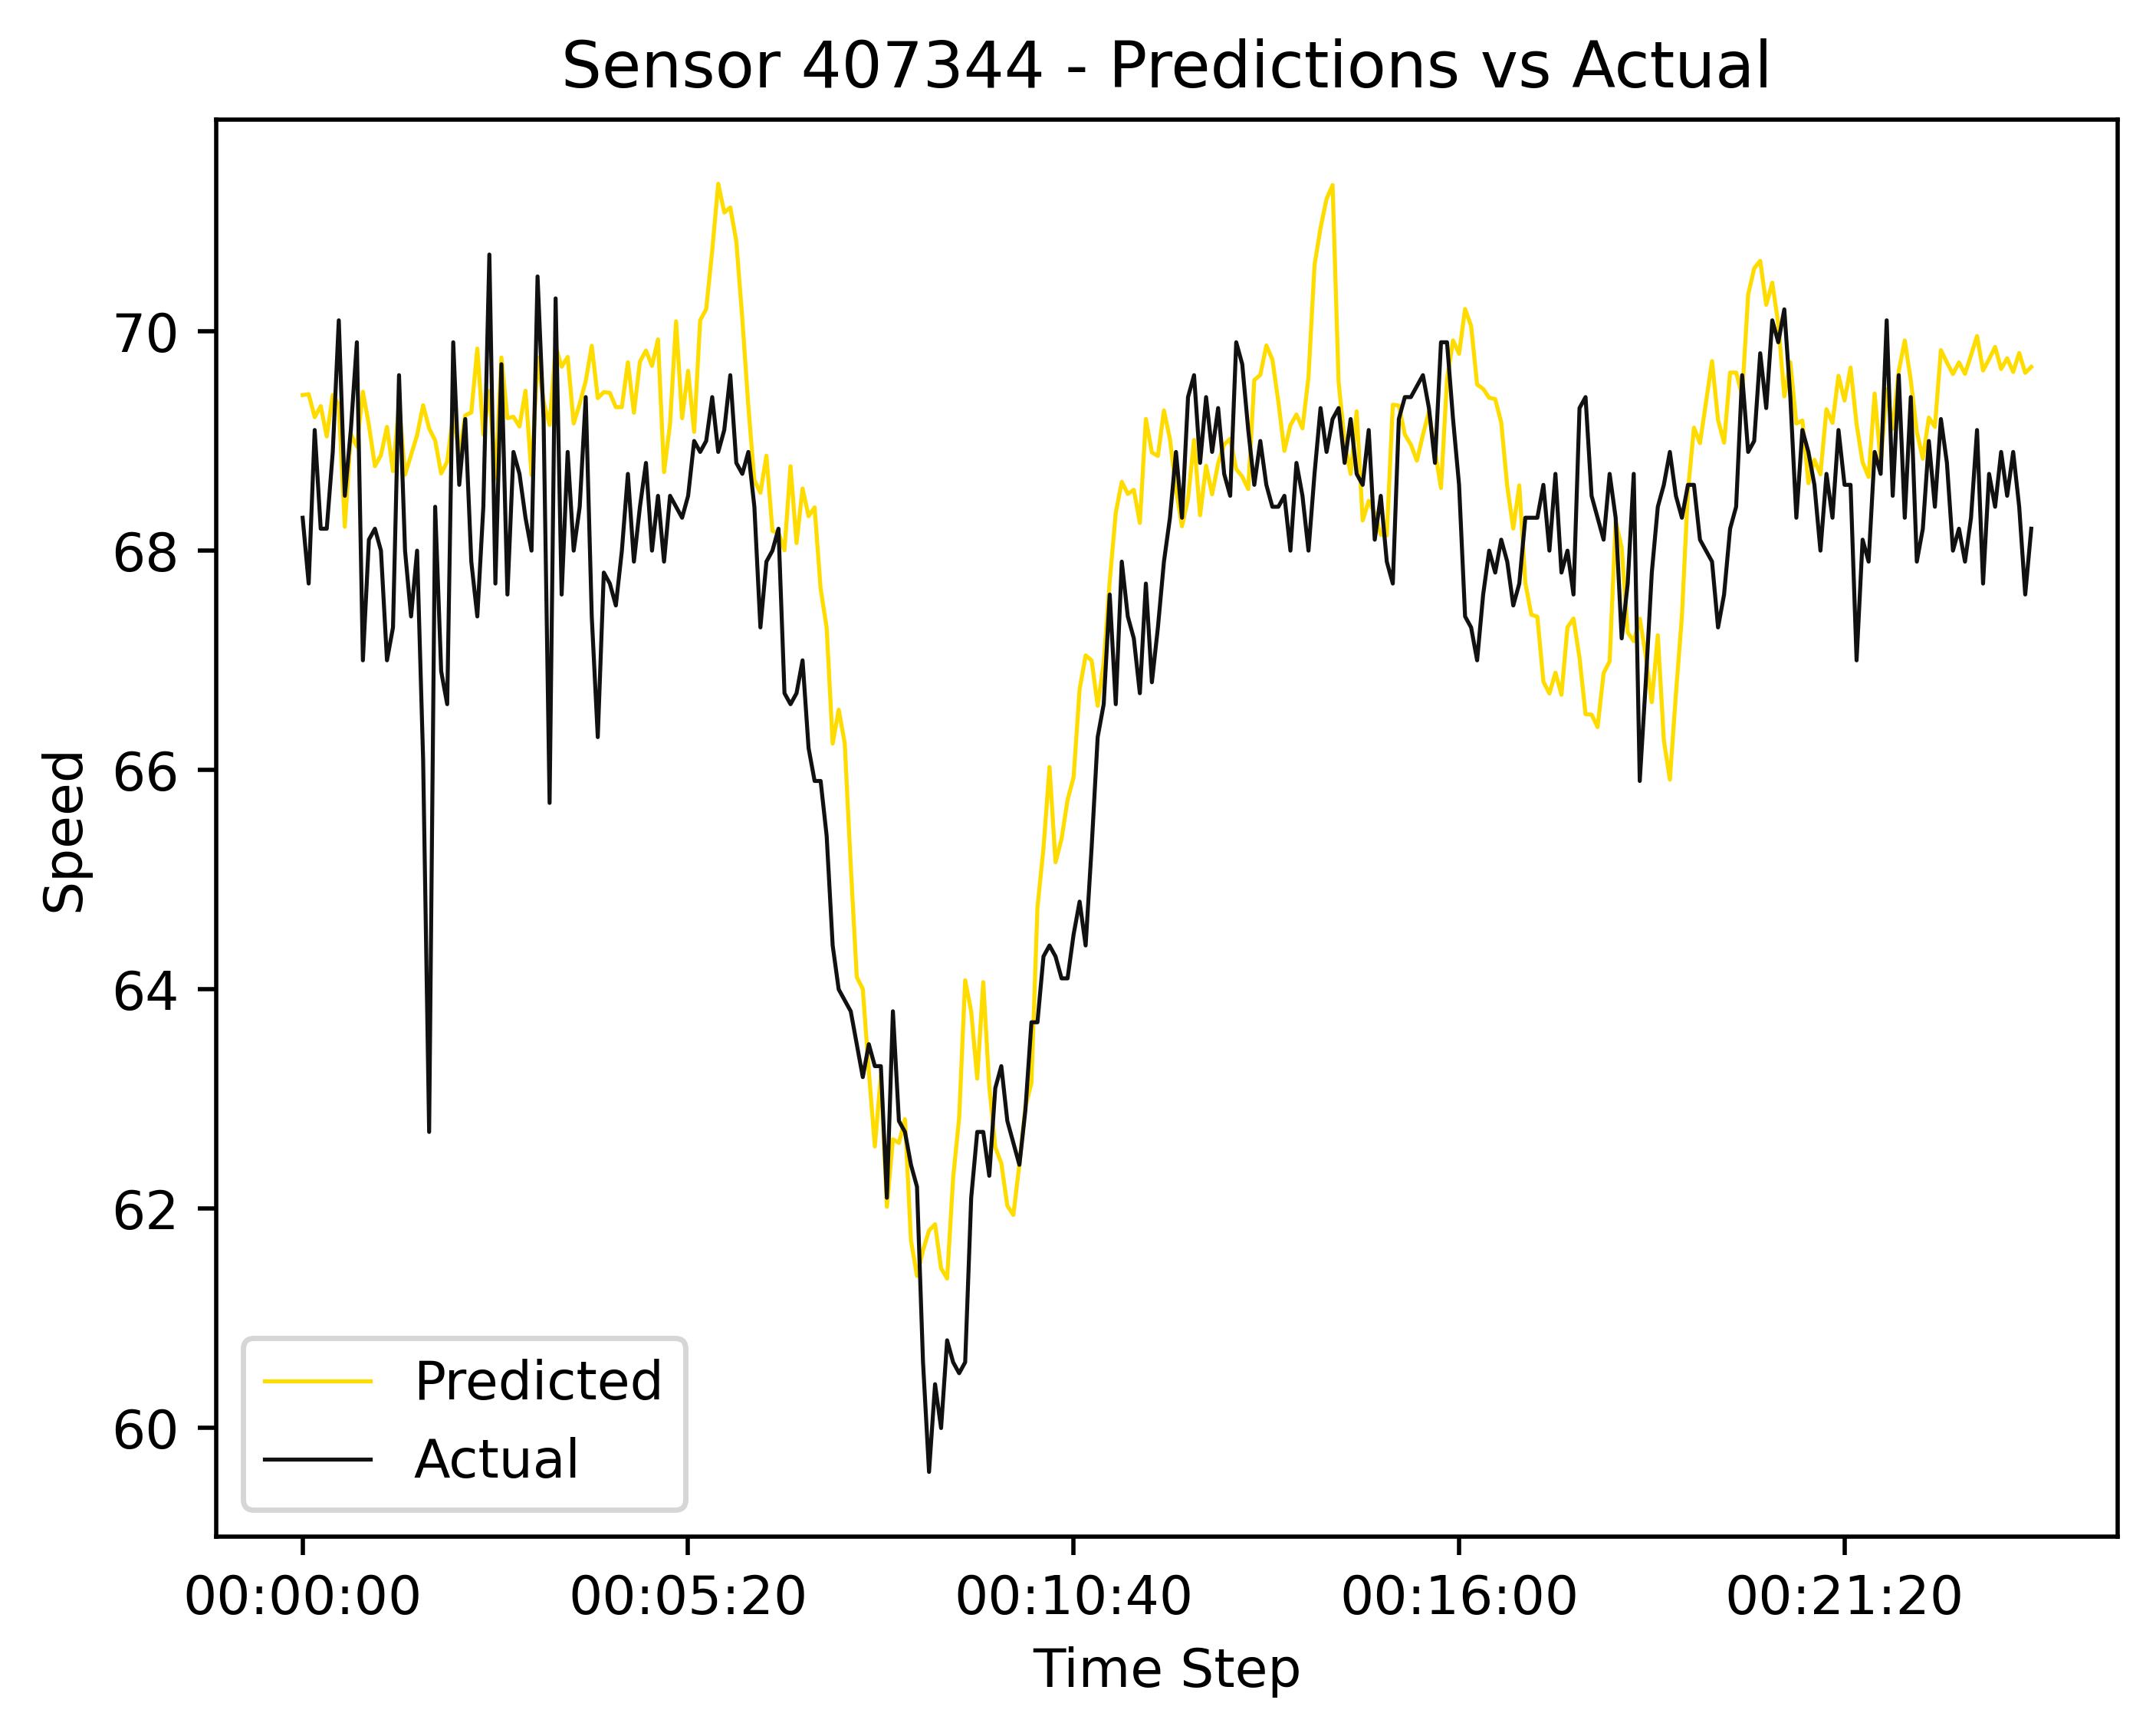 Sensor 407344 - Predictions vs Actual
70
68
66
64
62
60
Speed
Predicted
Actual
00:00:00 00:05:20 00:10:40 00:16:00 00:21:20
Time Step